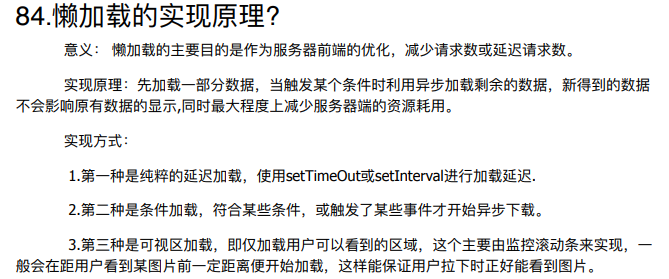 84.懒加载的实现原理?
意义： 懒加载的主要目的是作为服务器前端的优化，减少请求数或延迟请求数。
实现原理：先加载一部分数据，当触发某个条件时利用异步加载剩余的数据，新得到的数据
不会影响原有数据的显示,同时最大程度上减少服务器端的资源耗用。
实现方式：
1.第一种是纯粹的延迟加载，使用setTimeOut或setInterval进行加载延迟.
2.第二种是条件加载，符合某些条件，或触发了某些事件才开始异步下载。
3.第三种是可视区加载，即仅加载用户可以看到的区域，这个主要由监控滚动条来实现，一
般会在距用户看到某图片前一定距离便开始加载，这样能保证用户拉下时正好能看到图片。